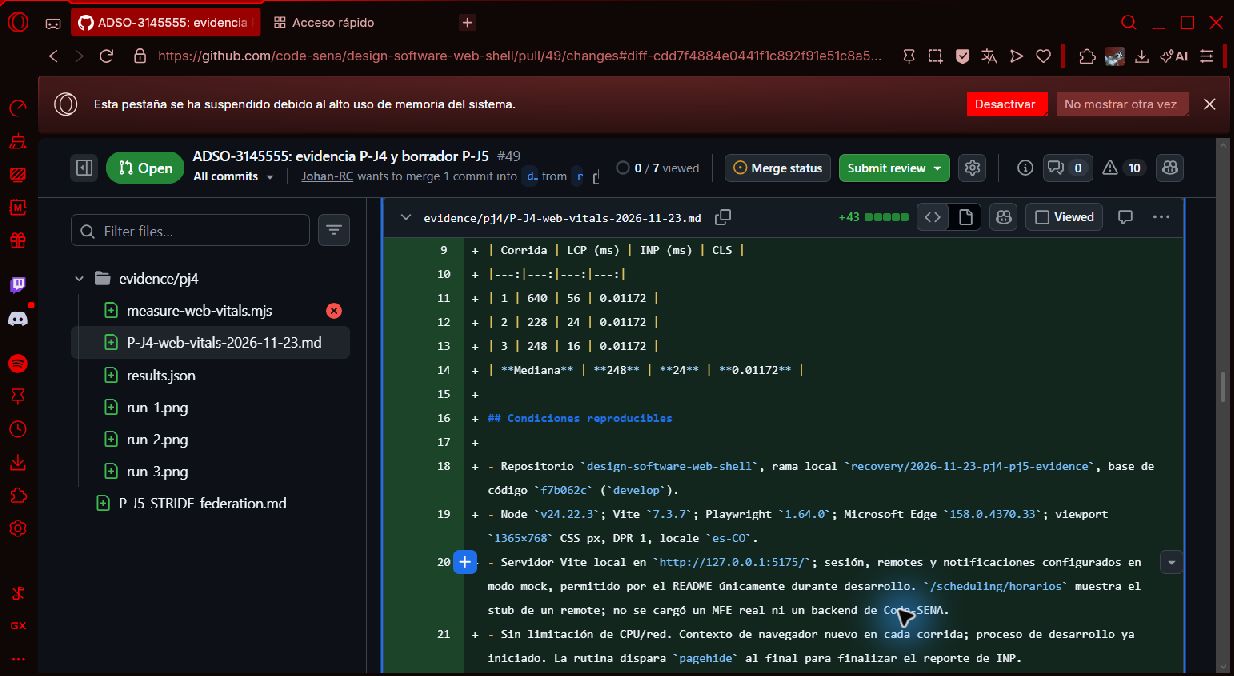 ADSO-3145555: evidencia
Acceso rápido
https://github.com/code-sena/design-software-web-shell/pull/49/changes#diff-cdd7f4884e0441f1c892f91e51c8a5...
AI
Esta pestaña se ha suspendido debido al alto uso de memoria del sistema.
Desactivar
No mostrar otra vez
Open
ADSO-3145555: evidencia P-J4 y borrador P-J5 #49
All commits
Johan-RC wants to merge 1 commit into d… from r
0 / 7 viewed
Merge status
Submit review
0
10
Filter files...
evidence/pj4
measure-web-vitals.mjs
P-J4-web-vitals-2026-11-23.md
results.json
run_1.png
run_2.png
run_3.png
P_J5_STRIDE_federation.md
evidence/pj4/P-J4-web-vitals-2026-11-23.md
+43
Viewed
9 + | Corrida | LCP (ms) | INP (ms) | CLS |
10 + |---:|---:|---:|---:|
11 + | 1 | 640 | 56 | 0.01172 |
12 + | 2 | 228 | 24 | 0.01172 |
13 + | 3 | 248 | 16 | 0.01172 |
14 + | **Mediana** | **248** | **24** | **0.01172** |
15 +
16 + ## Condiciones reproducibles
17 +
18 + - Repositorio `design-software-web-shell`, rama local `recovery/2026-11-23-pj4-pj5-evidence`, base de
código `f7b062c` (`develop`).
19 + - Node `v24.22.3`; Vite `7.3.7`; Playwright `1.64.0`; Microsoft Edge `158.0.4370.33`; viewport
`1365×768` CSS px, DPR 1, locale `es-CO`.
20 + - Servidor Vite local en `http://127.0.0.1:5175/`; sesión, remotes y notificaciones configurados en
modo mock, permitido por el README únicamente durante desarrollo. `/scheduling/horarios` muestra el
stub de un remote; no se cargó un MFE real ni un backend de Code-SENA.
21 + - Sin limitación de CPU/red. Contexto de navegador nuevo en cada corrida; proceso de desarrollo ya
iniciado. La rutina dispara `pagehide` al final para finalizar el reporte de INP.
GX